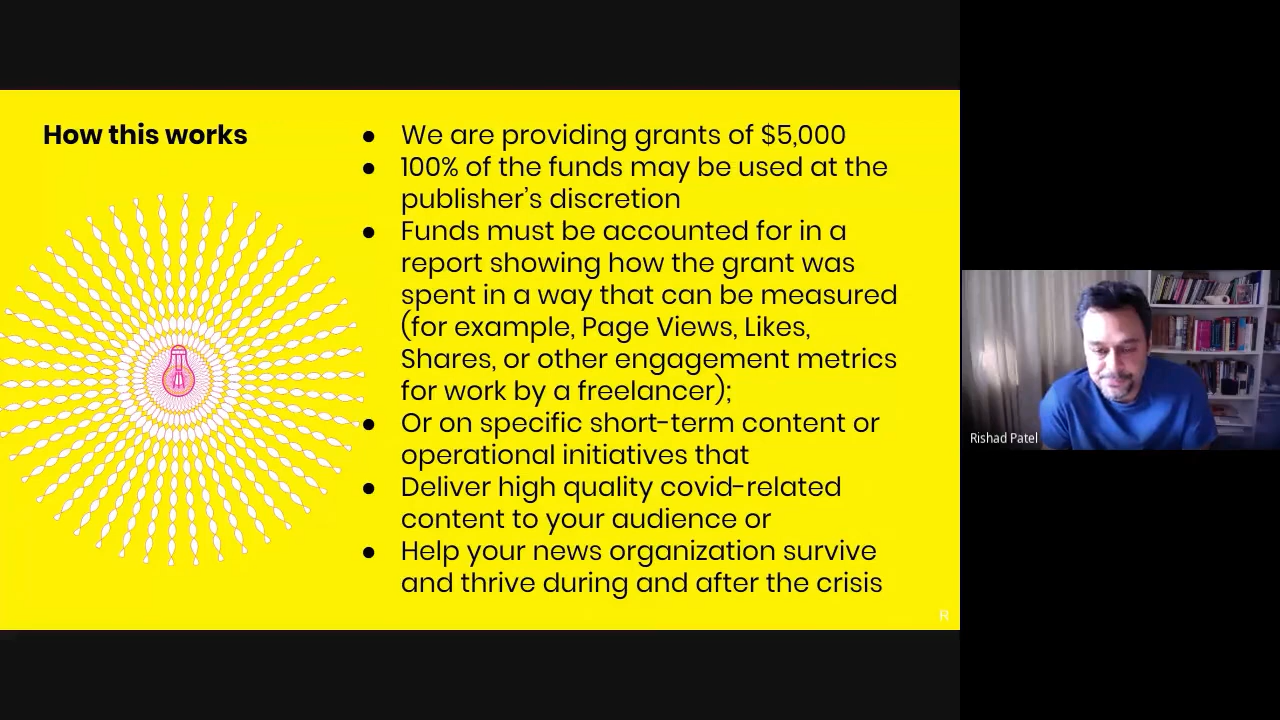 How this works
● We are providing grants of $5,000
● 100% of the funds may be used at the
publisher’s discretion
● Funds must be accounted for in a
report showing how the grant was
spent in a way that can be measured
(for example, Page Views, Likes,
Shares, or other engagement metrics
for work by a freelancer);
● Or on specific short-term content or
operational initiatives that
● Deliver high quality covid-related
content to your audience or
● Help your news organization survive
and thrive during and after the crisis
R
Rishad Patel